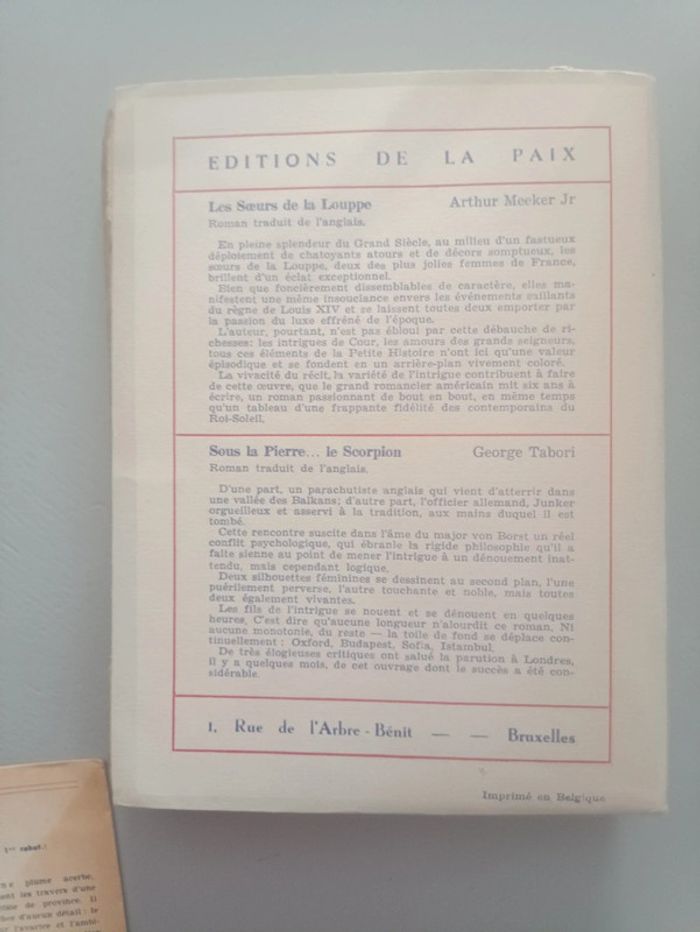 EDITIONS DE LA PAIX
Les Sœurs de la Louppe Arthur Meeker Jr
Roman traduit de l'anglais.
En pleine splendeur du Grand Siècle, au milieu d'un fastueux
déploiement de chatoyants atours et de décors somptueux, les
sœurs de la Louppe, deux des plus jolies femmes de France,
brillent d'un éclat exceptionnel.
Bien que foncièrement dissemblables de caractère, elles ma-
nifestent une même insouciance envers les événements saillants
du règne de Louis XIV et se laissent toutes deux emporter par
la passion du luxe effréné de l'époque.
L'auteur, pourtant, n'est pas ébloui par cette débauche de ri-
chesses: les intrigues de Cour, les amours des grands seigneurs,
tous ces éléments de la Petite Histoire n'ont ici qu'une valeur
épisodique et se fondent en un arrière-plan vivement coloré.
La vivacité du récit, la variété de l'intrigue contribuent à faire
de cette œuvre, que le grand romancier américain mit six ans à
écrire, un roman passionnant de bout en bout, en même temps
qu'un tableau d'une frappante fidélité des contemporains du
Roi-Soleil.
Sous la Pierre... le Scorpion George Tabori
Roman traduit de l'anglais.
D'une part, un parachutiste anglais qui vient d'atterrir dans
une vallée des Balkans; d'autre part, l'officier allemand, Junker
orgueilleux et asservi à la tradition, aux mains duquel il est
tombé.
Cette rencontre suscite dans l'âme du major von Borst un réel
conflit psychologique, qui ébranle la rigide philosophie qu'il a
faite sienne au point de mener l'intrigue à un dénouement inat-
tendu, mais cependant logique.
Deux silhouettes féminines se dessinent au second plan, l'une
puérilement perverse, l'autre touchante et noble, mais toutes
deux également vivantes.
Les fils de l'intrigue se nouent et se dénouent en quelques
heures. C'est dire qu'aucune longueur n'alourdit ce roman. Ni
aucune monotonie, du reste — la toile de fond se déplace con-
tinuellement : Oxford, Budapest, Sofia, Istambul.
De très élogieuses critiques ont salué la parution à Londres,
il y a quelques mois, de cet ouvrage dont le succès a été con-
sidérable.
1. Rue de l'Arbre-Bénit — — Bruxelles
Imprimé en Belgique
1er rabat.:
plume acerbe,
les travers d'une
de province. Il
d'aucun détail : le
l'avarice et l'ambi-